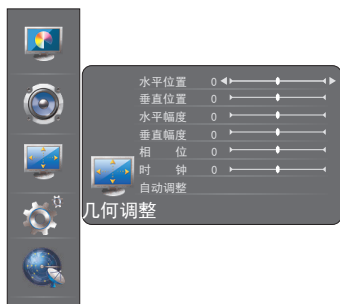 水平位置 0
垂直位置 0
水平幅度 0
垂直幅度 0
相 位 0
时 钟 0
自动调整
几何调整